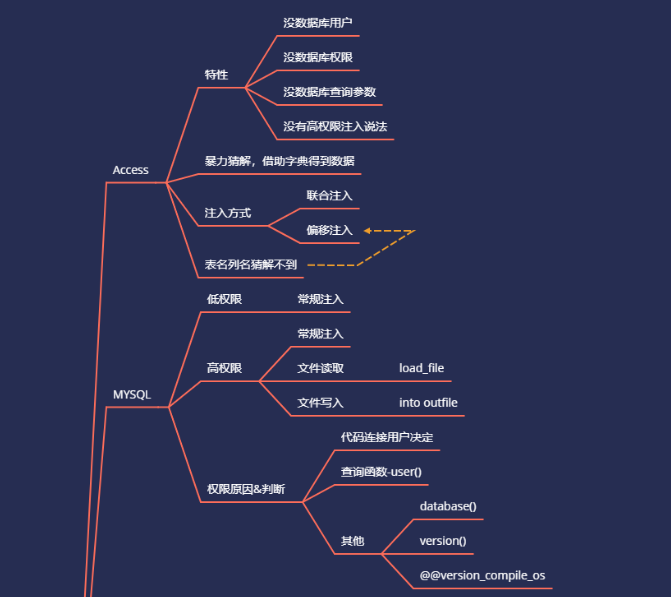 没数据库用户
没数据库权限
特性
没数据库查询参数
没有高权限注入说法
Access
暴力猜解，借助字典得到数据
联合注入
注入方式
偏移注入
表名列名猜解不到
低权限
常规注入
常规注入
高权限
文件读取
load_file
MYSQL
文件写入
into outfile
代码连接用户决定
查询函数-user()
权限原因&判断
database()
其他
version()
@@version_compile_os